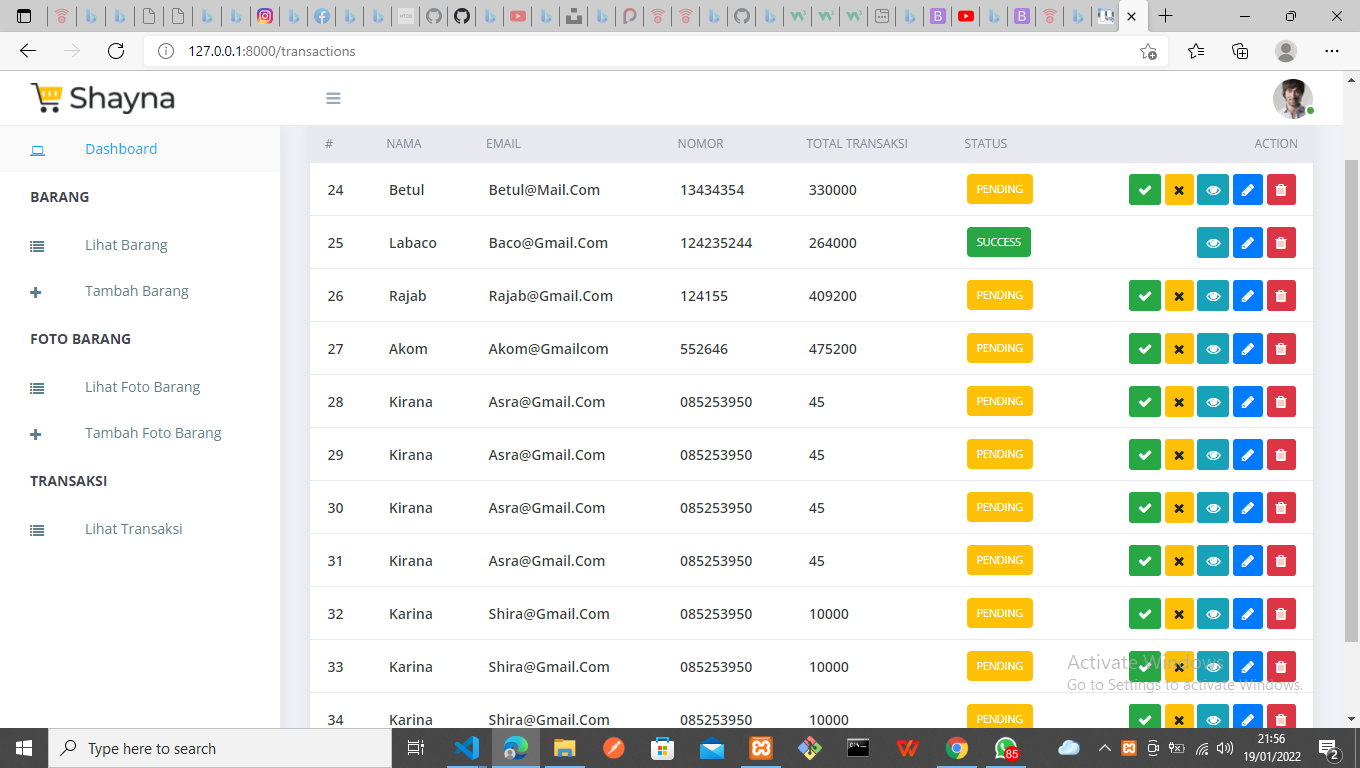 127.0.0.1:8000/transactions
Shayna
Dashboard
BARANG
Lihat Barang
Tambah Barang
FOTO BARANG
Lihat Foto Barang
Tambah Foto Barang
TRANSAKSI
Lihat Transaksi
# NAMA EMAIL NOMOR TOTAL TRANSAKSI STATUS ACTION
24 Betul Betul@Mail.Com 13434354 330000 PENDING
25 Labaco Baco@Gmail.Com 124235244 264000 SUCCESS
26 Rajab Rajab@Gmail.Com 124155 409200 PENDING
27 Akom Akom@Gmailcom 552646 475200 PENDING
28 Kirana Asra@Gmail.Com 085253950 45 PENDING
29 Kirana Asra@Gmail.Com 085253950 45 PENDING
30 Kirana Asra@Gmail.Com 085253950 45 PENDING
31 Kirana Asra@Gmail.Com 085253950 45 PENDING
32 Karina Shira@Gmail.Com 085253950 10000 PENDING
33 Karina Shira@Gmail.Com 085253950 10000 PENDING
34 Karina Shira@Gmail.Com 085253950 10000 PENDING
Activate Windows
Go to Settings to activate Windows.
Type here to search
85
21:56
19/01/2022
2